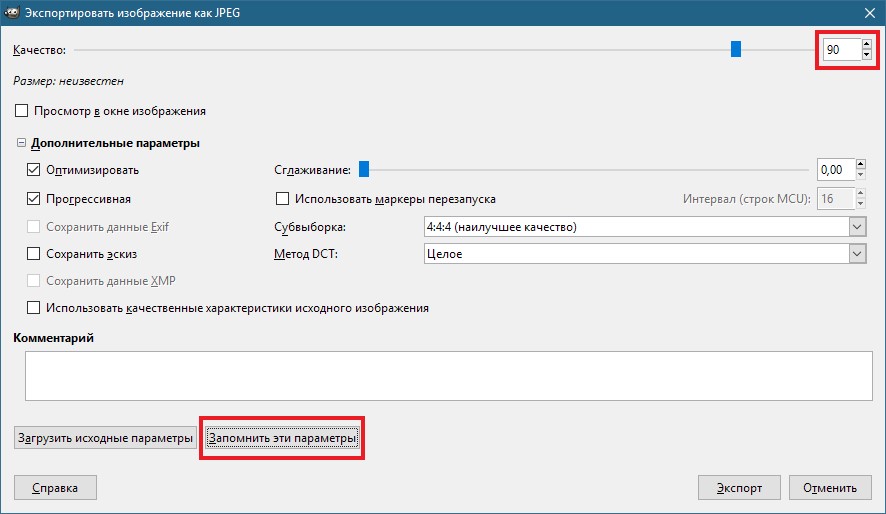 Экспортировать изображение как JPEG
Качество: 90
Размер: неизвестен
Просмотр в окне изображения
Дополнительные параметры
Оптимизировать Сглаживание: 0,00
Прогрессивная Использовать маркеры перезапуска Интервал (строк MCU): 16
Сохранить данные Exif Субвыборка: 4:4:4 (наилучшее качество)
Сохранить эскиз Метод DCT: Целое
Сохранить данные XMP
Использовать качественные характеристики исходного изображения
Комментарий
Загрузить исходные параметры Запомнить эти параметры
Справка Экспорт Отменить